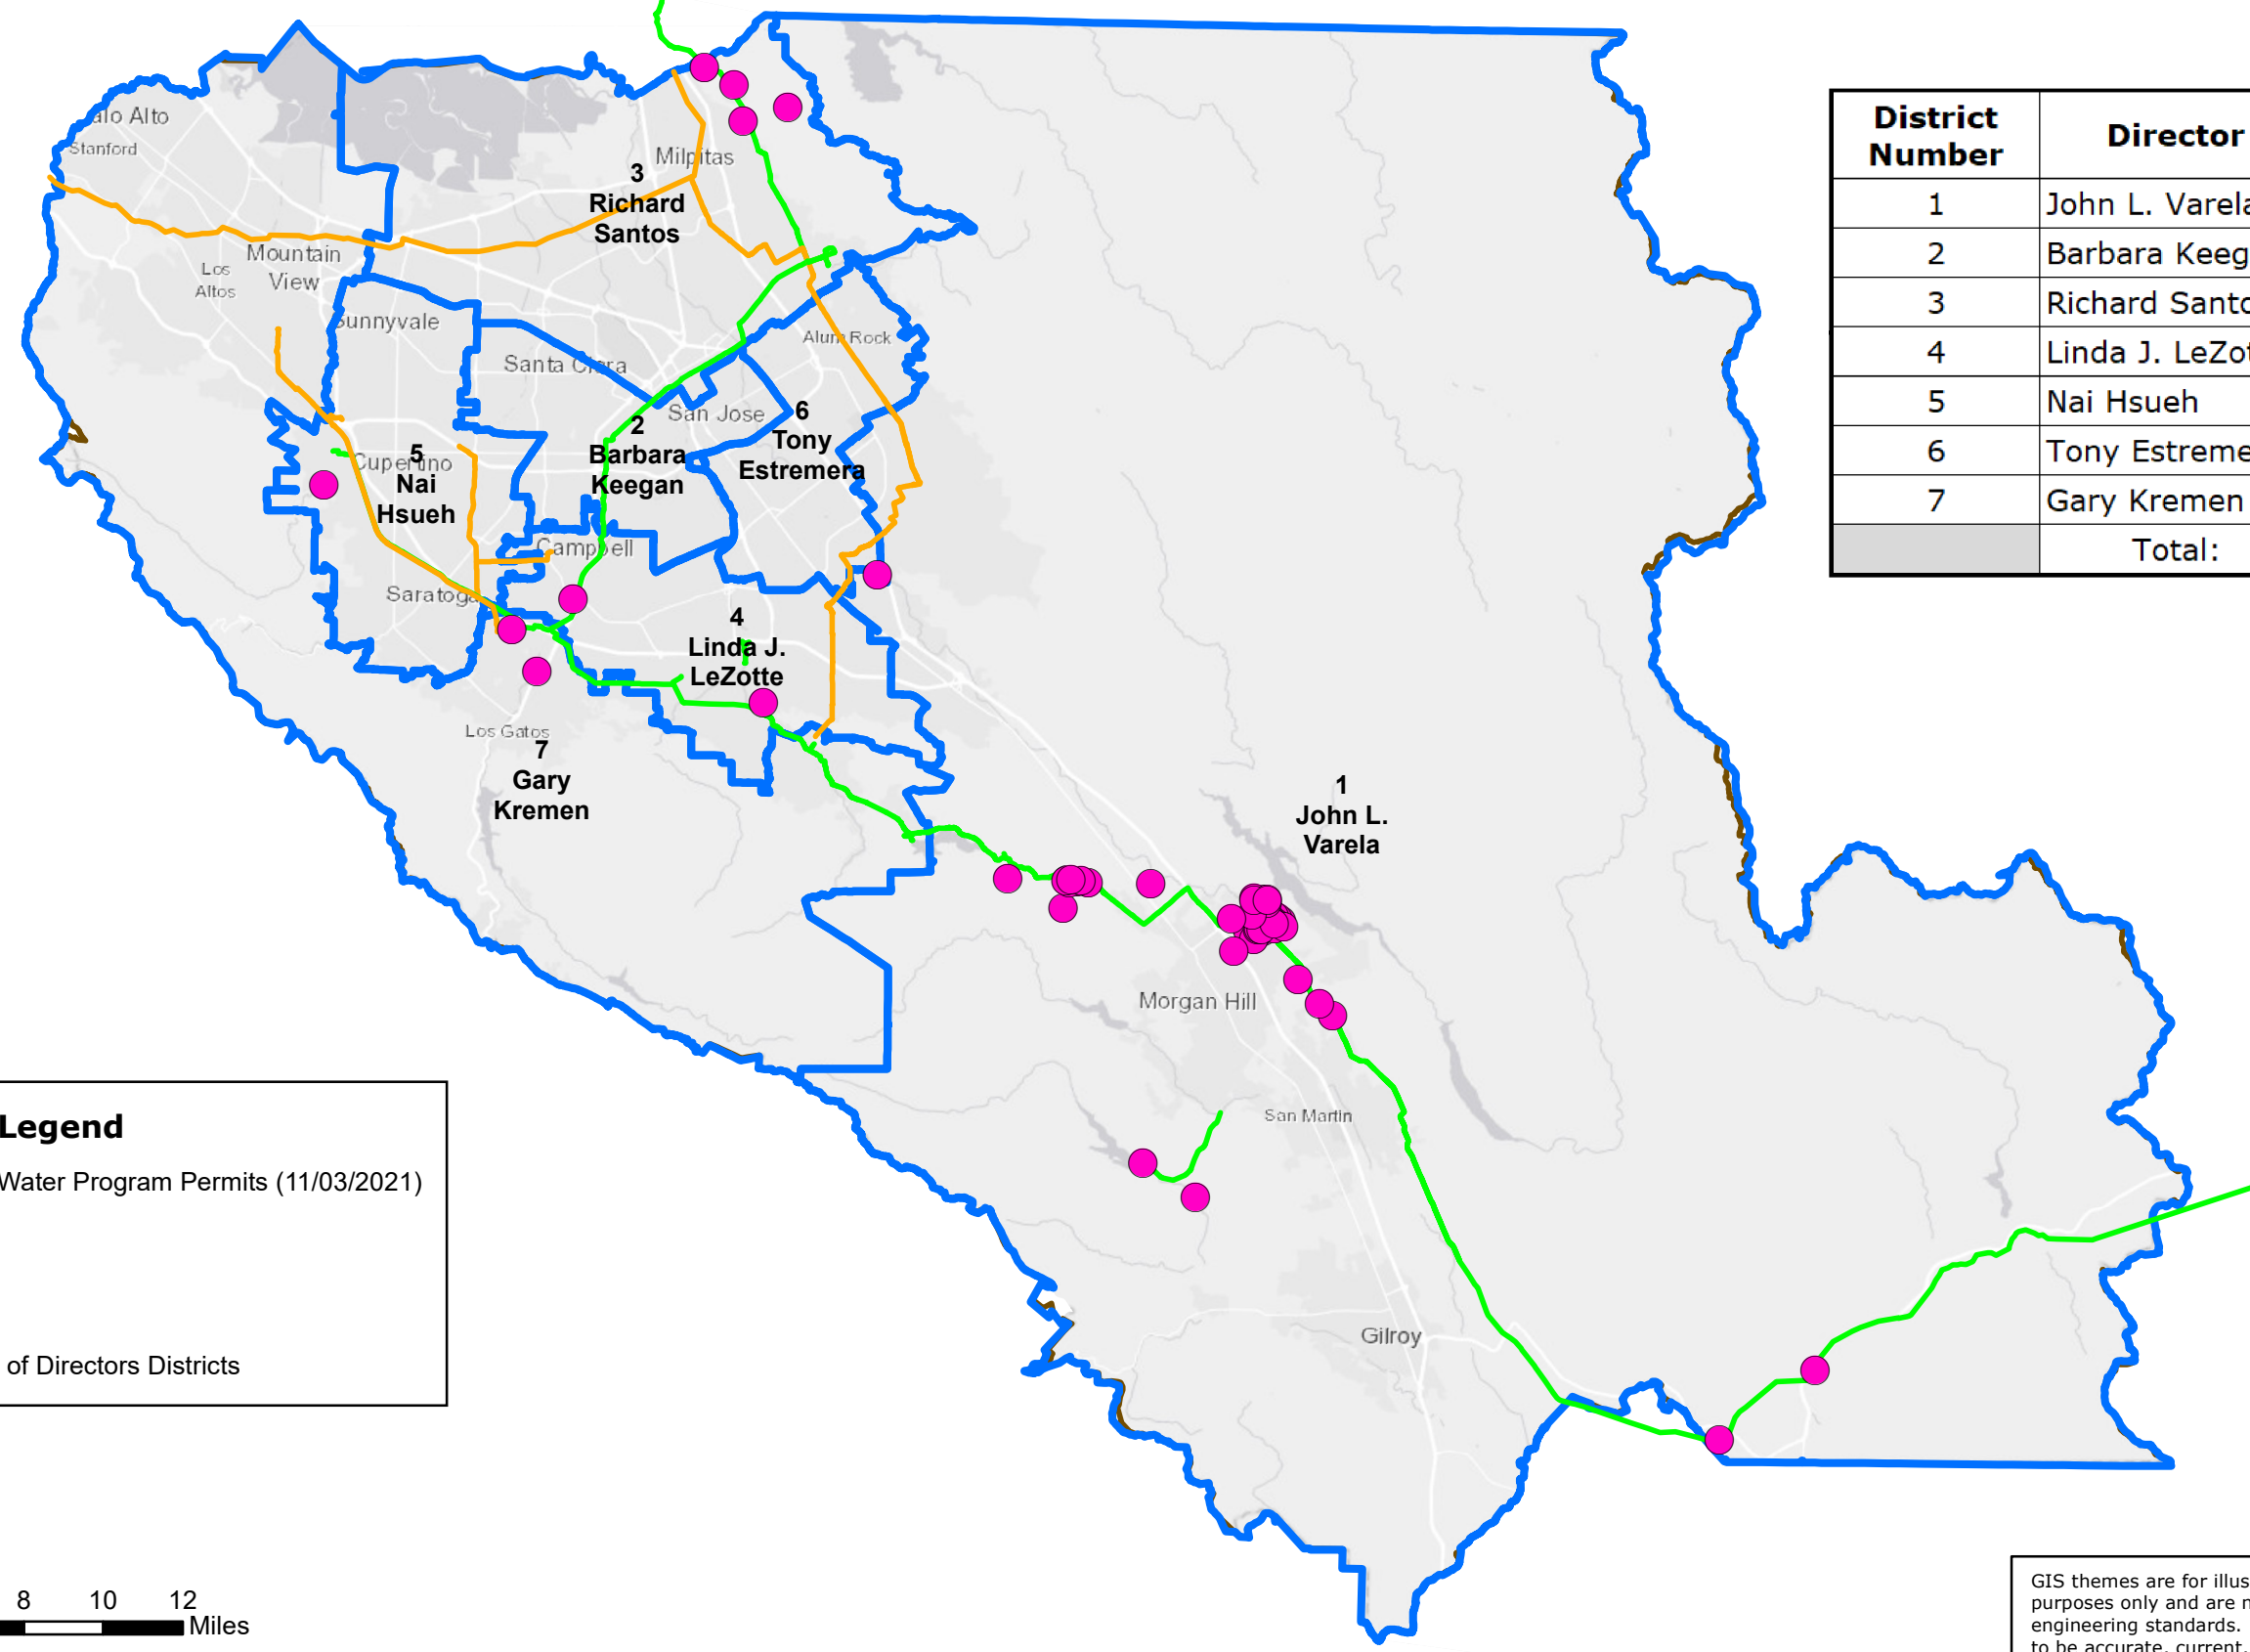 District
Number
Director
1
John L. Varela
2
Barbara Keeg
3
Richard Santo
4
Linda J. LeZot
5
Nai Hsueh
6
Tony Estreme
7
Gary Kremen
Total:
alo Alto
Stanford
Milpitas
3
Richard
Santos
Mountain
View
Los
Altos
Sunnyvale
Alum Rock
Santa Clara
San Jose
6
Tony
Estremera
2
Barbara
Keegan
Cupertino
5
Nai
Hsueh
Campbell
Saratoga
4
Linda J.
LeZotte
Los Gatos
7
Gary
Kremen
1
John L.
Varela
Morgan Hill
San Martin
Gilroy
Legend
Water Program Permits (11/03/2021)
of Directors Districts
8 10 12
Miles
GIS themes are for illus
purposes only and are n
engineering standards.
to be accurate, current,